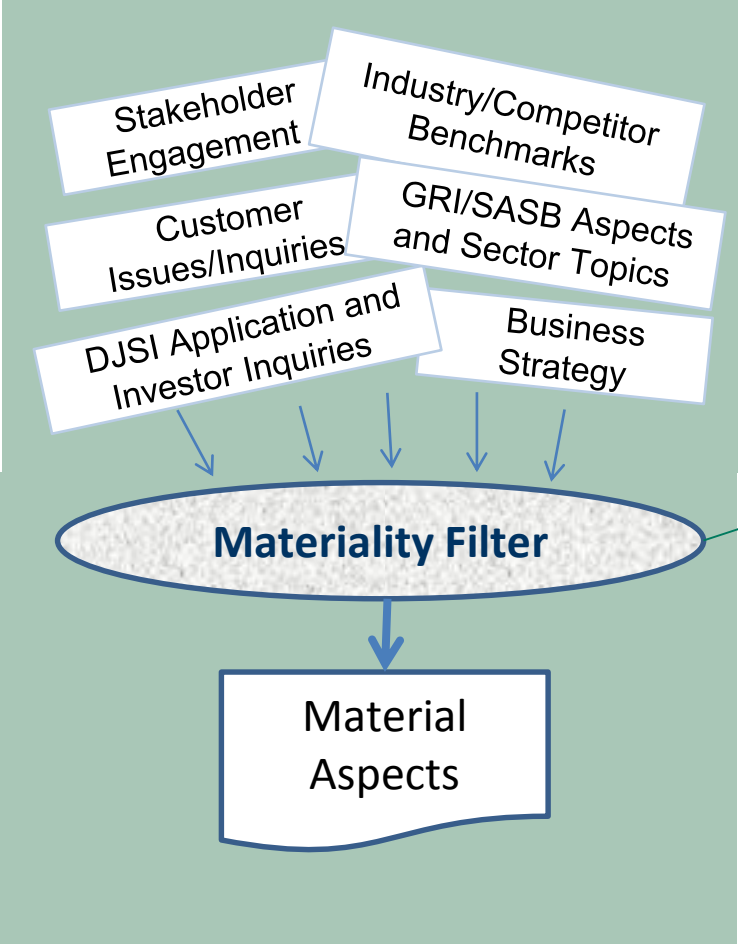 Stakeholder
Engagement
Industry/Competitor
Benchmarks
Customer
Issues/Inquiries
GRI/SASB Aspects
and Sector Topics
DJSI Application and
Investor Inquiries
Business
Strategy
Materiality Filter
Material
Aspects